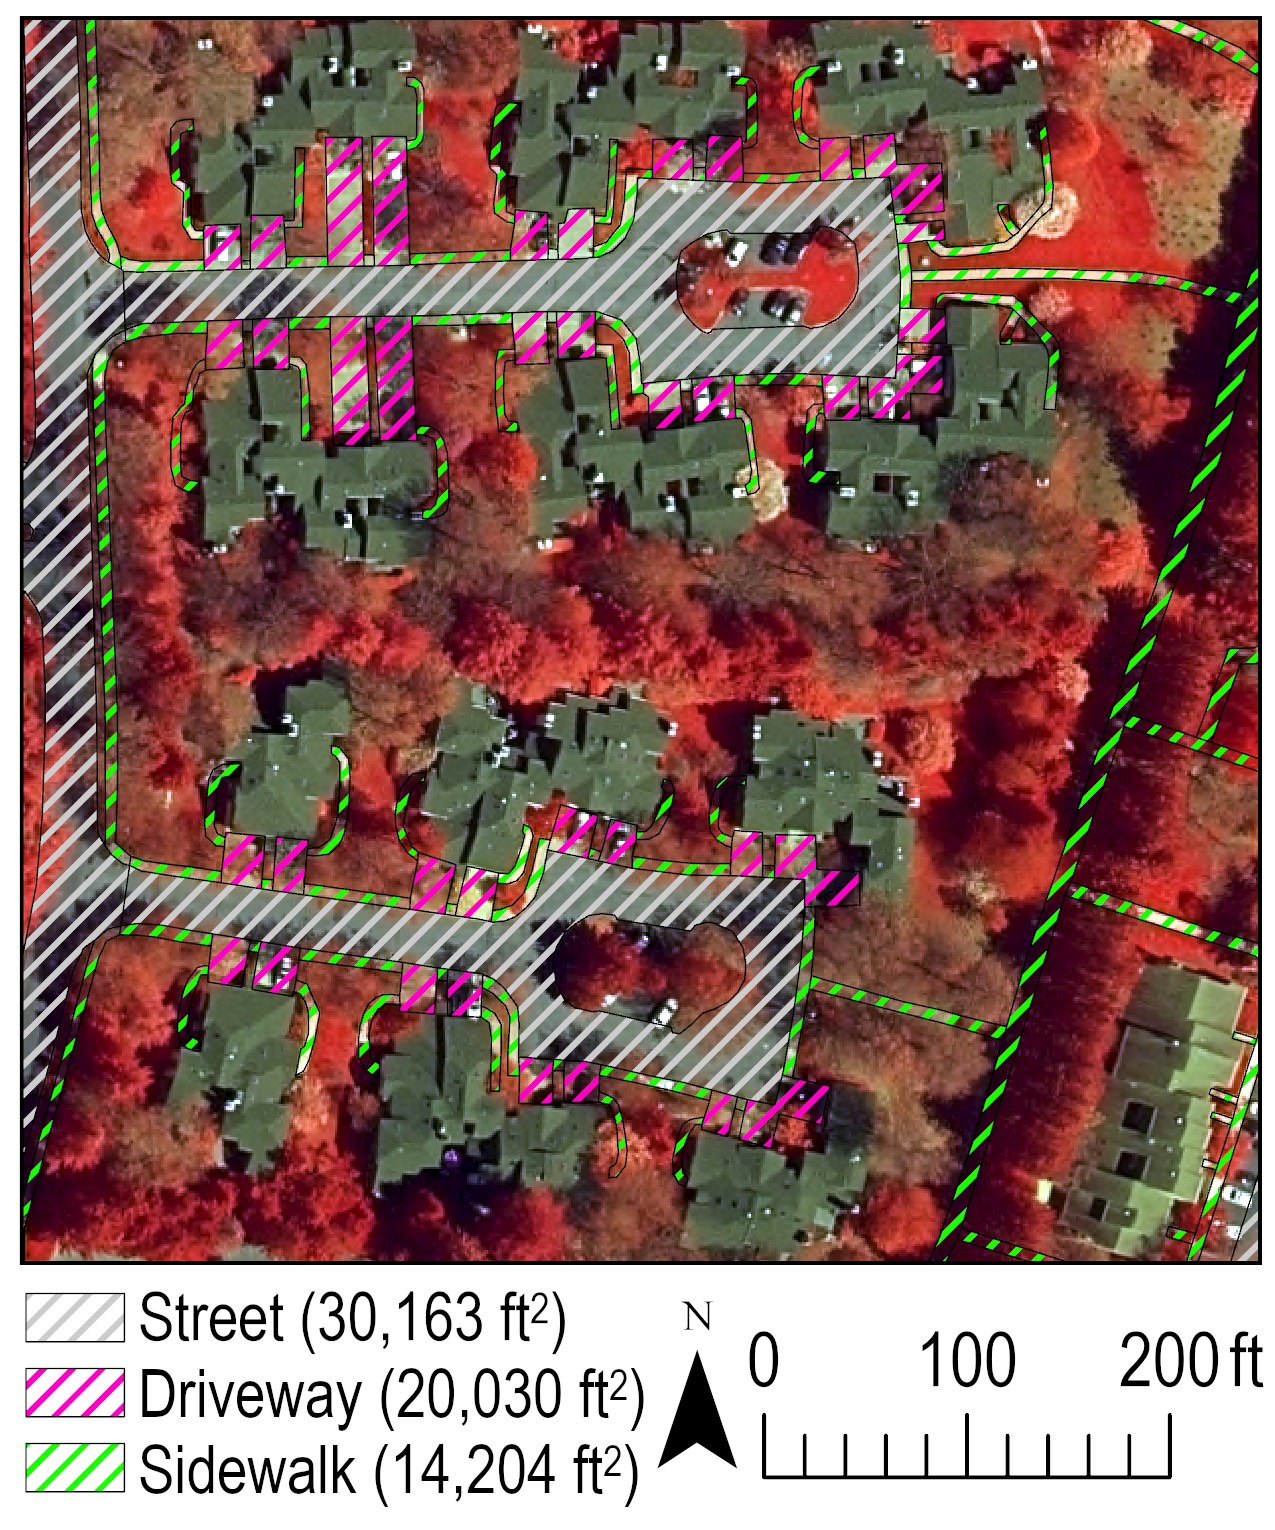 Street (30,163 ft²)
Driveway (20,030 ft²)
Sidewalk (14,204 ft²)
N
0 100 200 ft